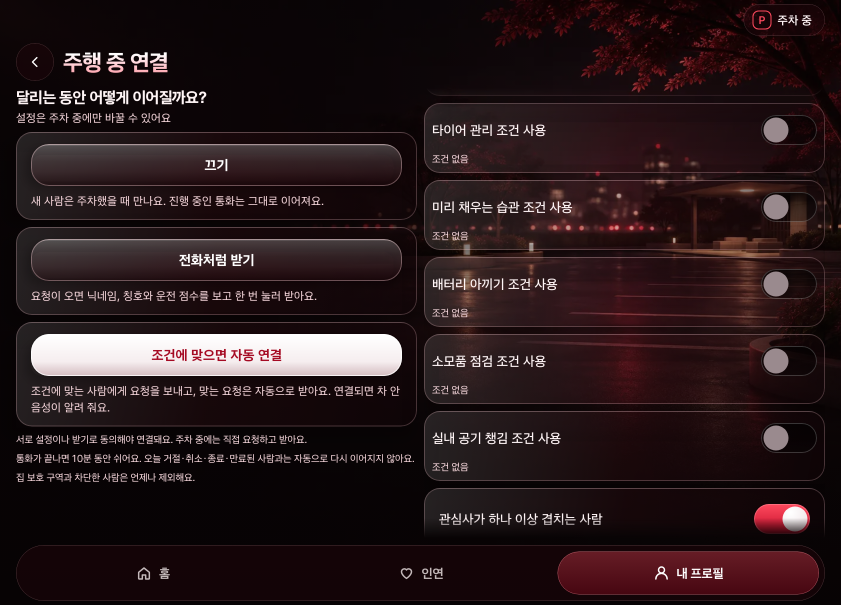 P 주차 중
주행 중 연결
달리는 동안 어떻게 이어질까요?
설정은 주차 중에만 바꿀 수 있어요
끄기
새 사람은 주차했을 때 만나요. 진행 중인 통화는 그대로 이어져요.
전화처럼 받기
요청이 오면 닉네임, 칭호와 운전 점수를 보고 한 번 눌러 받아요.
조건에 맞으면 자동 연결
조건에 맞는 사람에게 요청을 보내고, 맞는 요청은 자동으로 받아요. 연결되면 차 안
음성이 알려 줘요.
서로 설정이나 받기로 동의해야 연결돼요. 주차 중에는 직접 요청하고 받아요.
통화가 끝나면 10분 동안 쉬어요. 오늘 거절·취소·종료·만료된 사람과는 자동으로 다시 이어지지 않아요.
집 보호 구역과 차단한 사람은 언제나 제외해요.
타이어 관리 조건 사용
조건 없음
미리 채우는 습관 조건 사용
조건 없음
배터리 아끼기 조건 사용
조건 없음
소모품 점검 조건 사용
조건 없음
실내 공기 챙김 조건 사용
조건 없음
관심사가 하나 이상 겹치는 사람
홈
인연
내 프로필